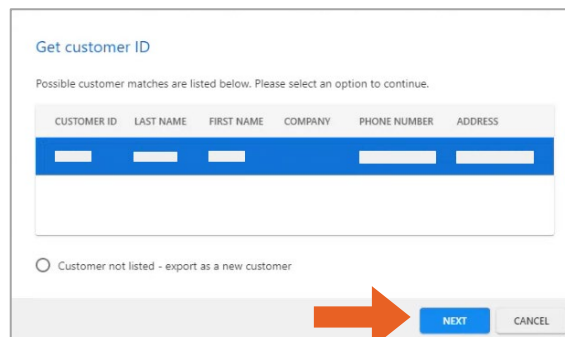 Get customer ID
Possible customer matches are listed below. Please select an option to continue.
CUSTOMER ID LAST NAME FIRST NAME COMPANY PHONE NUMBER ADDRESS
Customer not listed - export as a new customer
NEXT CANCEL